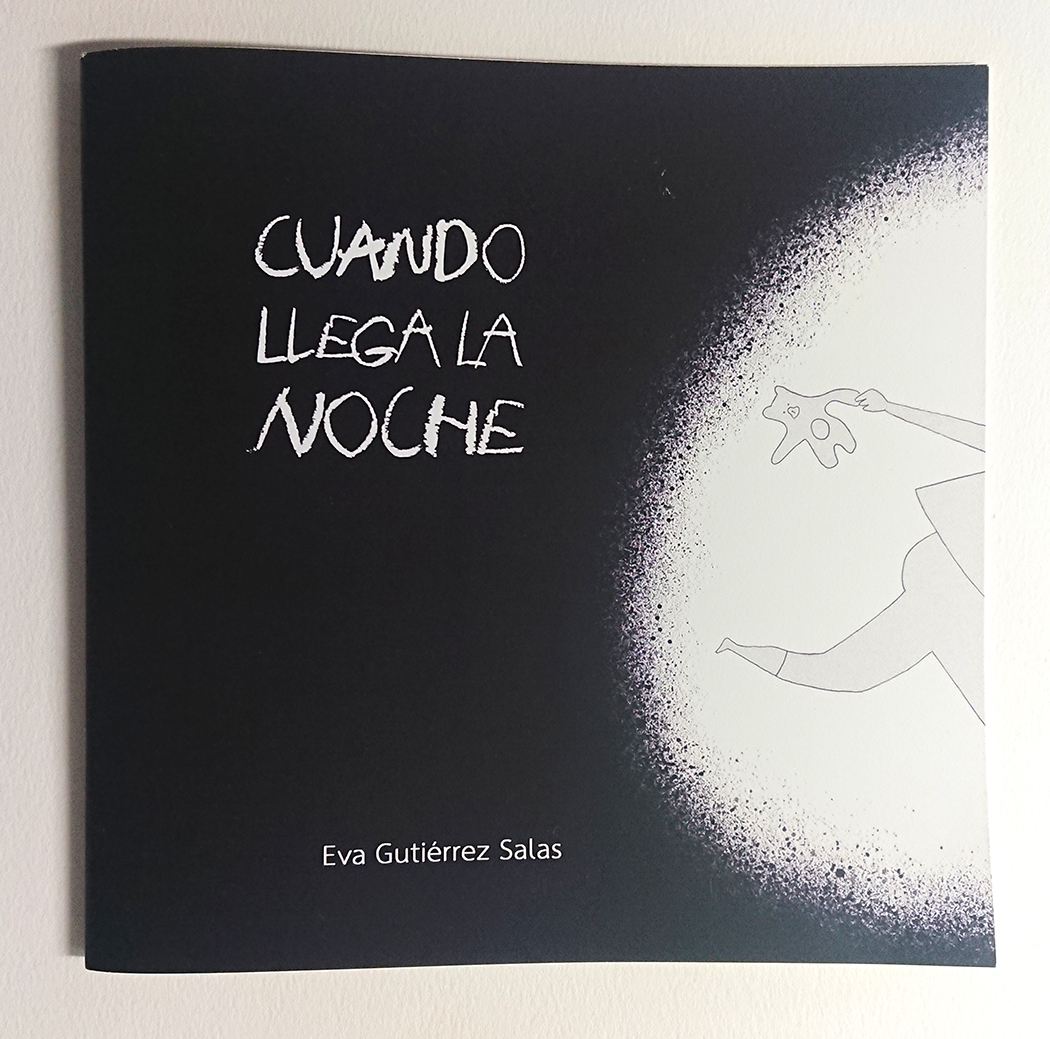 CUANDO
LLEGA LA
NOCHE
Eva Gutiérrez Salas